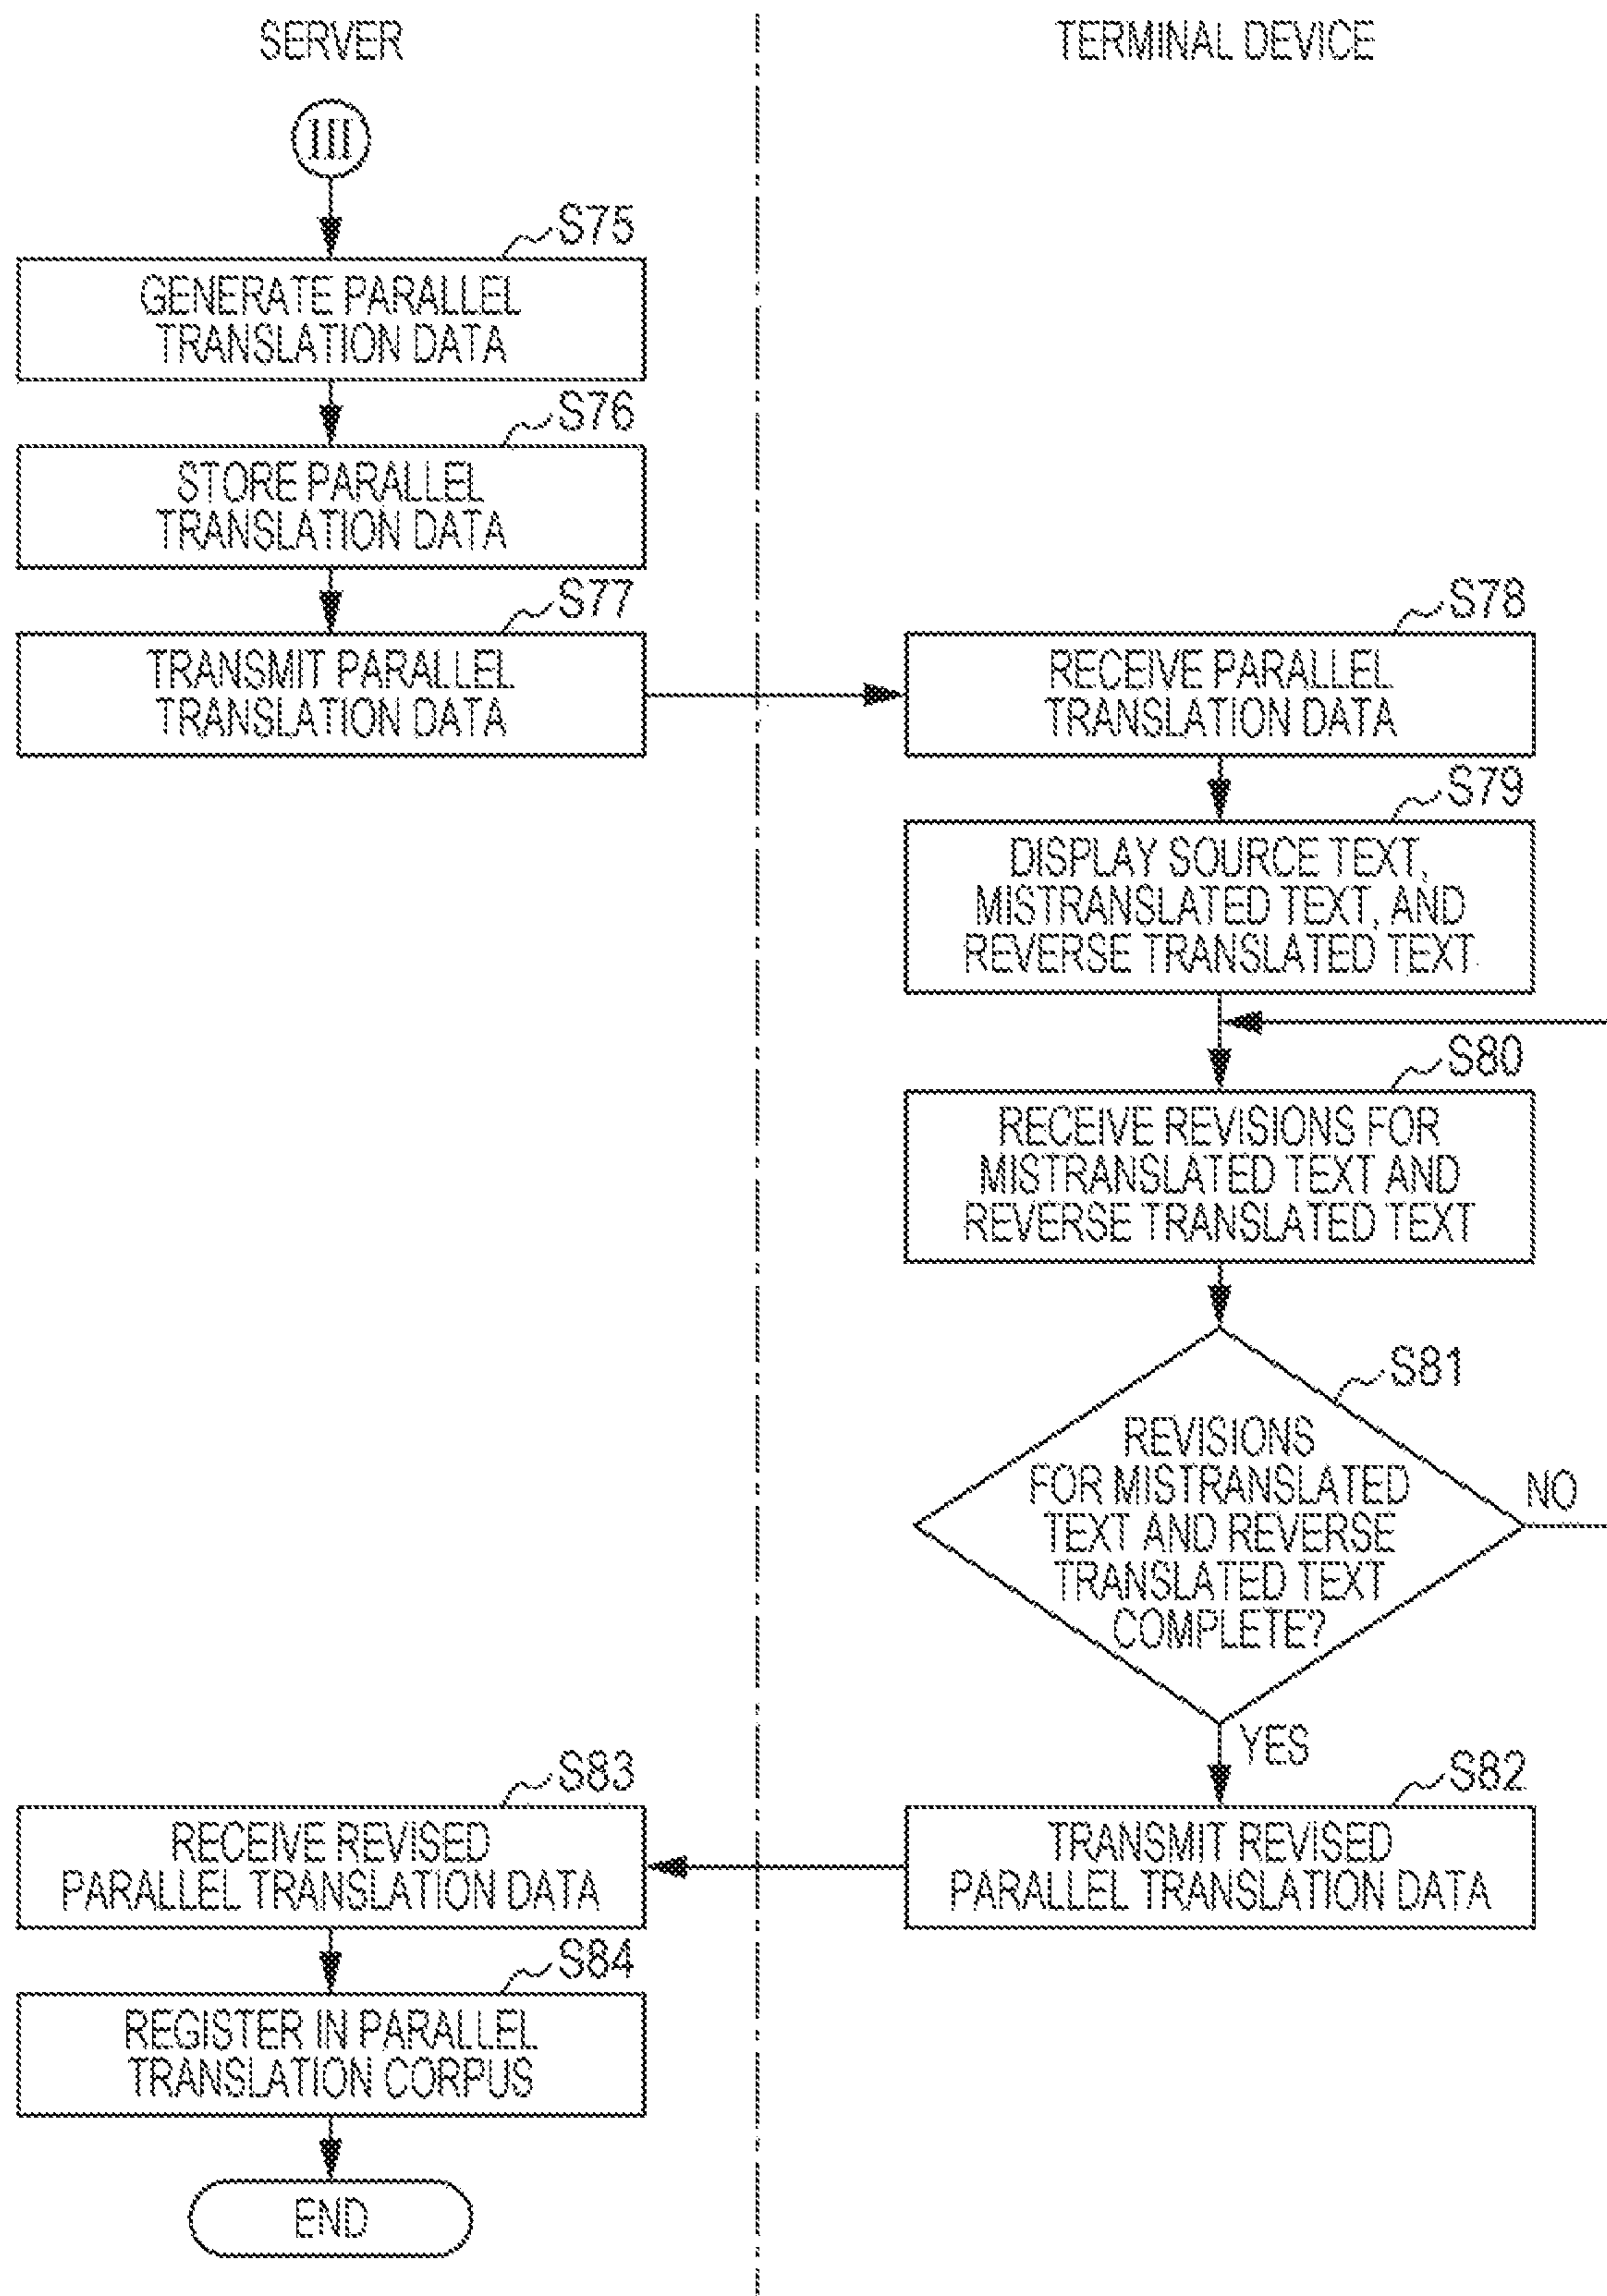 SERVER
TERMINAL DEVICE
III
S75
GENERATE PARALLEL
TRANSLATION DATA
S76
STORE PARALLEL
TRANSLATION DATA
S77
TRANSMIT PARALLEL
TRANSLATION DATA
S78
RECEIVE PARALLEL
TRANSLATION DATA
S79
DISPLAY SOURCE TEXT,
MISTRANSLATED TEXT, AND
REVERSE TRANSLATED TEXT
S80
RECEIVE REVISIONS FOR
MISTRANSLATED TEXT AND
REVERSE TRANSLATED TEXT
S81
REVISIONS
FOR MISTRANSLATED
TEXT AND REVERSE
TRANSLATED TEXT
COMPLETE?
NO
YES
S82
TRANSMIT REVISED
PARALLEL TRANSLATION DATA
S83
RECEIVE REVISED
PARALLEL TRANSLATION DATA
S84
REGISTER IN PARALLEL
TRANSLATION CORPUS
END